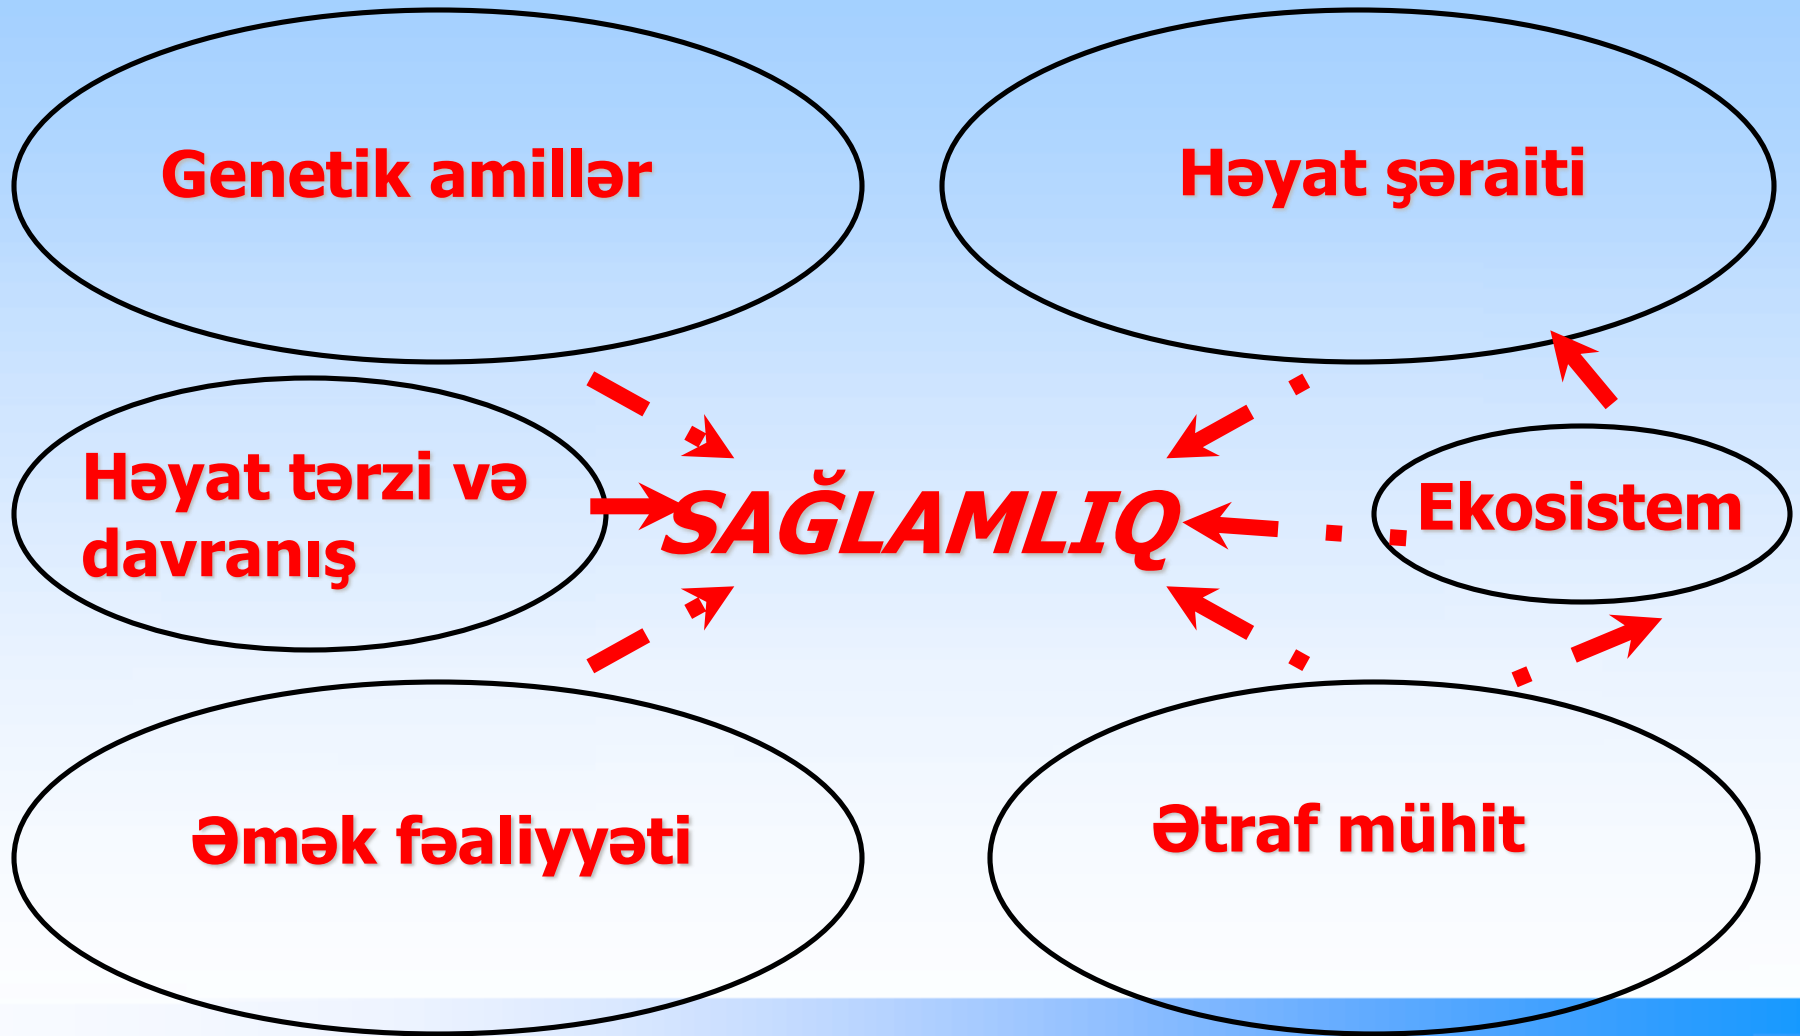 Genetik amillər
Həyat şəraiti
Həyat tərzi və
davranış
SAĞLAMLIQ
Ekosistem
Əmək fəaliyyəti
Ətraf mühit